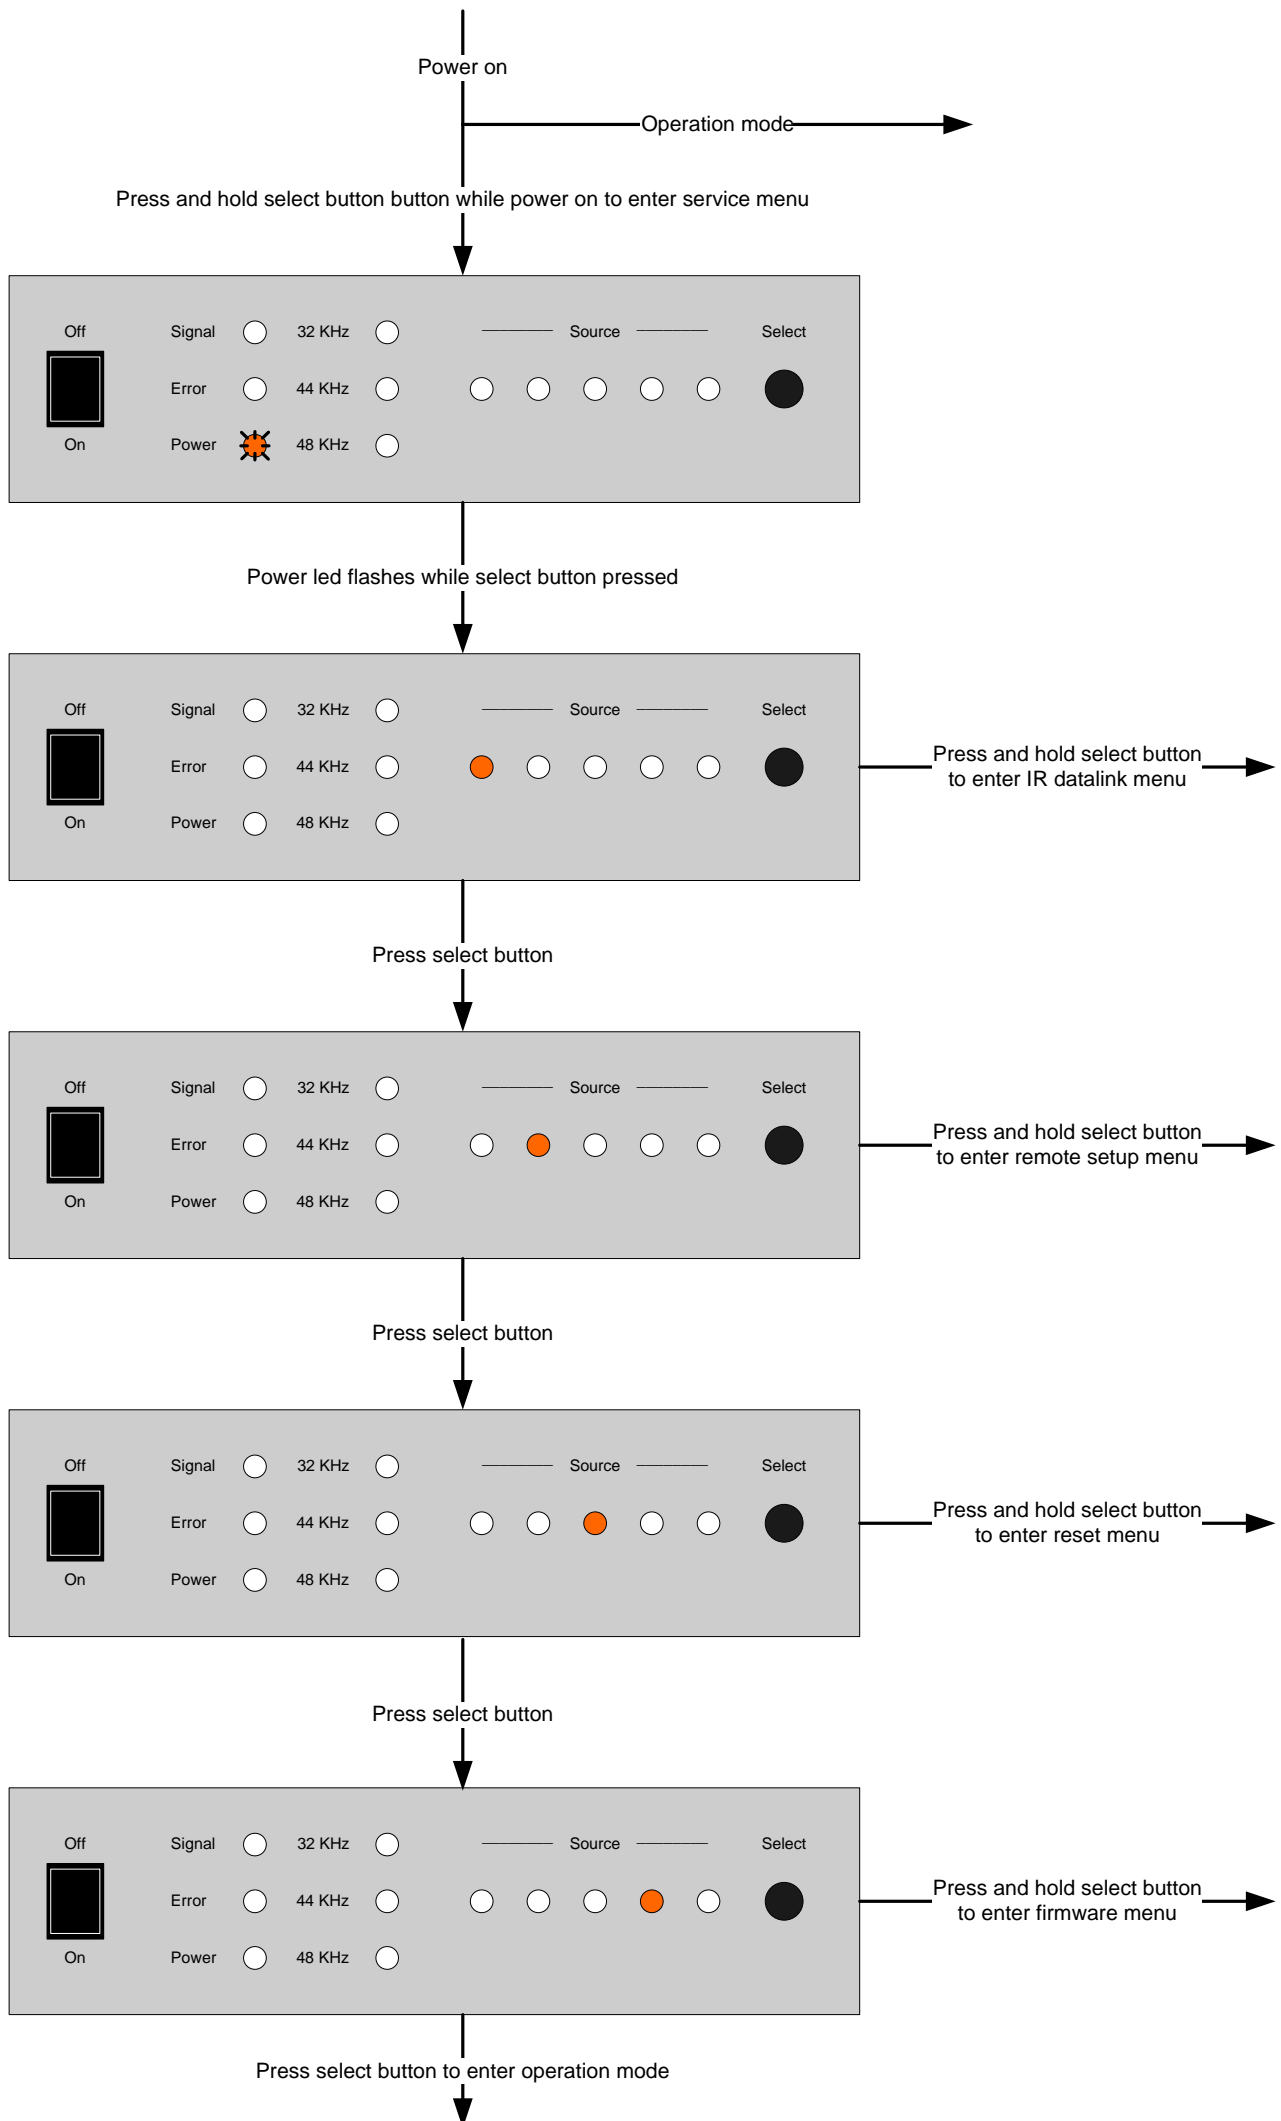 Power on
Operation mode
Press and hold select button button while power on to enter service menu
Off Signal 32 KHz Source Select
Error 44 KHz
On Power 48 KHz
Power led flashes while select button pressed
Off Signal 32 KHz Source Select
Error 44 KHz
Press and hold select button
to enter IR datalink menu
On Power 48 KHz
Press select button
Off Signal 32 KHz Source Select
Error 44 KHz
Press and hold select button
to enter remote setup menu
On Power 48 KHz
Press select button
Off Signal 32 KHz Source Select
Error 44 KHz
Press and hold select button
to enter reset menu
On Power 48 KHz
Press select button
Off Signal 32 KHz Source Select
Error 44 KHz
Press and hold select button
to enter firmware menu
On Power 48 KHz
Press select button to enter operation mode